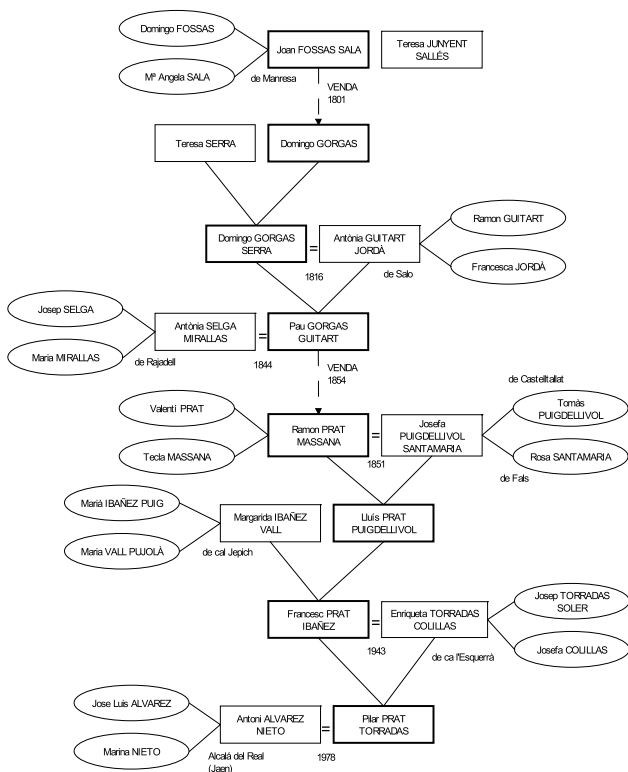 Domingo FOSSAS
Joan FOSSAS SALA
Teresa JUNYENT
SALLÉS
Mª Angela SALA
de Manresa
VENDA
1801
Teresa SERRA
Domingo GORGAS
Ramon GUITART
Domingo GORGAS
SERRA
=
Antònia GUITART
JORDÀ
1816
de Salo
Francesca JORDÀ
Josep SELGA
Antònia SELGA
MIRALLAS
=
Pau GORGAS
GUITART
Maria MIRALLAS
de Rajadell
1844
VENDA
1854
de Castelltallat
Valentí PRAT
Tomàs
PUIGDELLIVOL
Ramon PRAT
MASSANA
=
Josefa
PUIGDELLIVOL
SANTAMARIA
Tecla MASSANA
1851
Rosa SANTAMARIA
de Fals
Marià IBAÑEZ PUIG
Margarida IBAÑEZ
VALL
Lluís PRAT
PUIGDELLIVOL
Maria VALL PUJOLÀ
de cal Jepich
Josep TORRADAS
SOLER
Francesc PRAT
IBAÑEZ
=
Enriqueta TORRADAS
COLILLAS
1943
de ca l'Esquerrà
Josefa COLILLAS
Jose Luis ALVAREZ
Antoni ALVAREZ
NIETO
=
Pilar PRAT
TORRADAS
Marina NIETO
Alcalá del Real
(Jaen)
1978